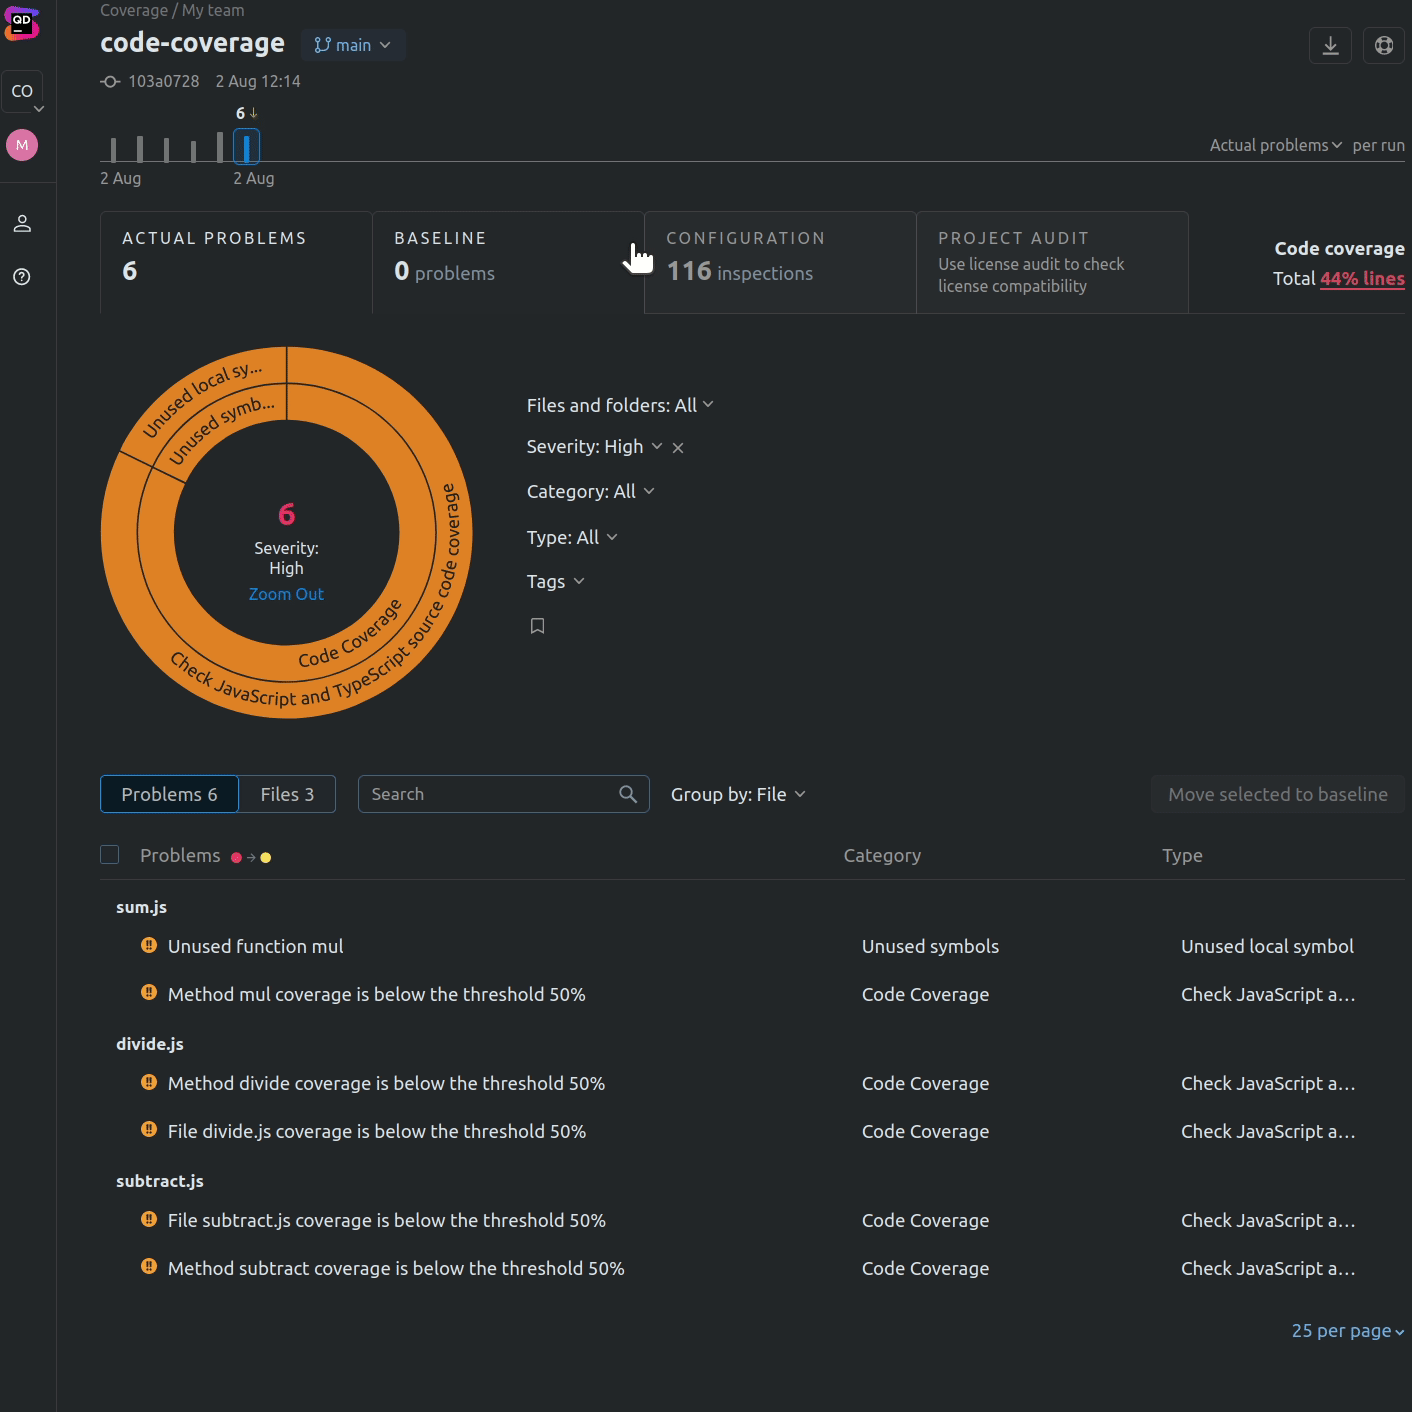 QD
Coverage / My team
code-coverage main
CO
103a0728 2 Aug 12:14
6
M
Actual problems per run
2 Aug 2 Aug
ACTUAL PROBLEMS
6
BASELINE
0 problems
CONFIGURATION
116 inspections
PROJECT AUDIT
Use license audit to check
license compatibility
Code coverage
Total 44% lines
Unused local sy...
Unused symb...
6
Severity:
High
Zoom Out
Code Coverage
Check JavaScript and TypeScript source code coverage
Files and folders: All
Severity: High
Category: All
Type: All
Tags
Problems 6 Files 3 Search Group by: File Move selected to baseline
Problems Category Type
sum.js
Unused function mul Unused symbols Unused local symbol
Method mul coverage is below the threshold 50% Code Coverage Check JavaScript a...
divide.js
Method divide coverage is below the threshold 50% Code Coverage Check JavaScript a...
File divide.js coverage is below the threshold 50% Code Coverage Check JavaScript a...
subtract.js
File subtract.js coverage is below the threshold 50% Code Coverage Check JavaScript a...
Method subtract coverage is below the threshold 50% Code Coverage Check JavaScript a...
25 per page